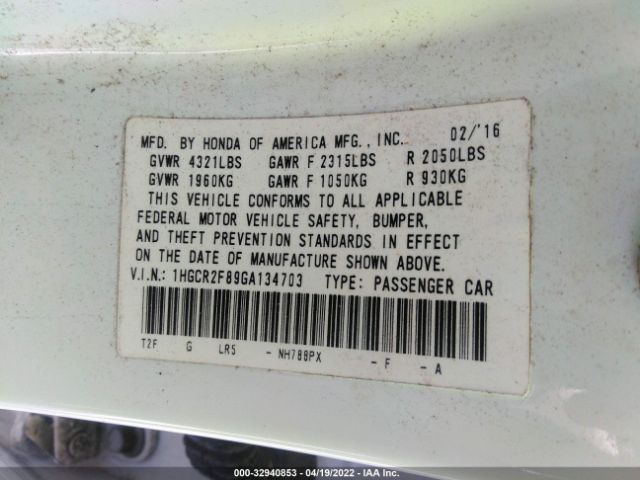 MFD. BY HONDA OF AMERICA MFG., INC. 02/'16
GVWR 4321LBS GAWR F 2315LBS R 2050LBS
GVWR 1960KG GAWR F 1050KG R 930KG
THIS VEHICLE CONFORMS TO ALL APPLICABLE
FEDERAL MOTOR VEHICLE SAFETY, BUMPER,
AND THEFT PREVENTION STANDARDS IN EFFECT
ON THE DATE OF MANUFACTURE SHOWN ABOVE.
V.I.N.: 1HGCR2F89GA134703 TYPE: PASSENGER CAR
T2F G LR5 - NH788PX - F - A
000-32940853 - 04/19/2022 - IAA Inc.